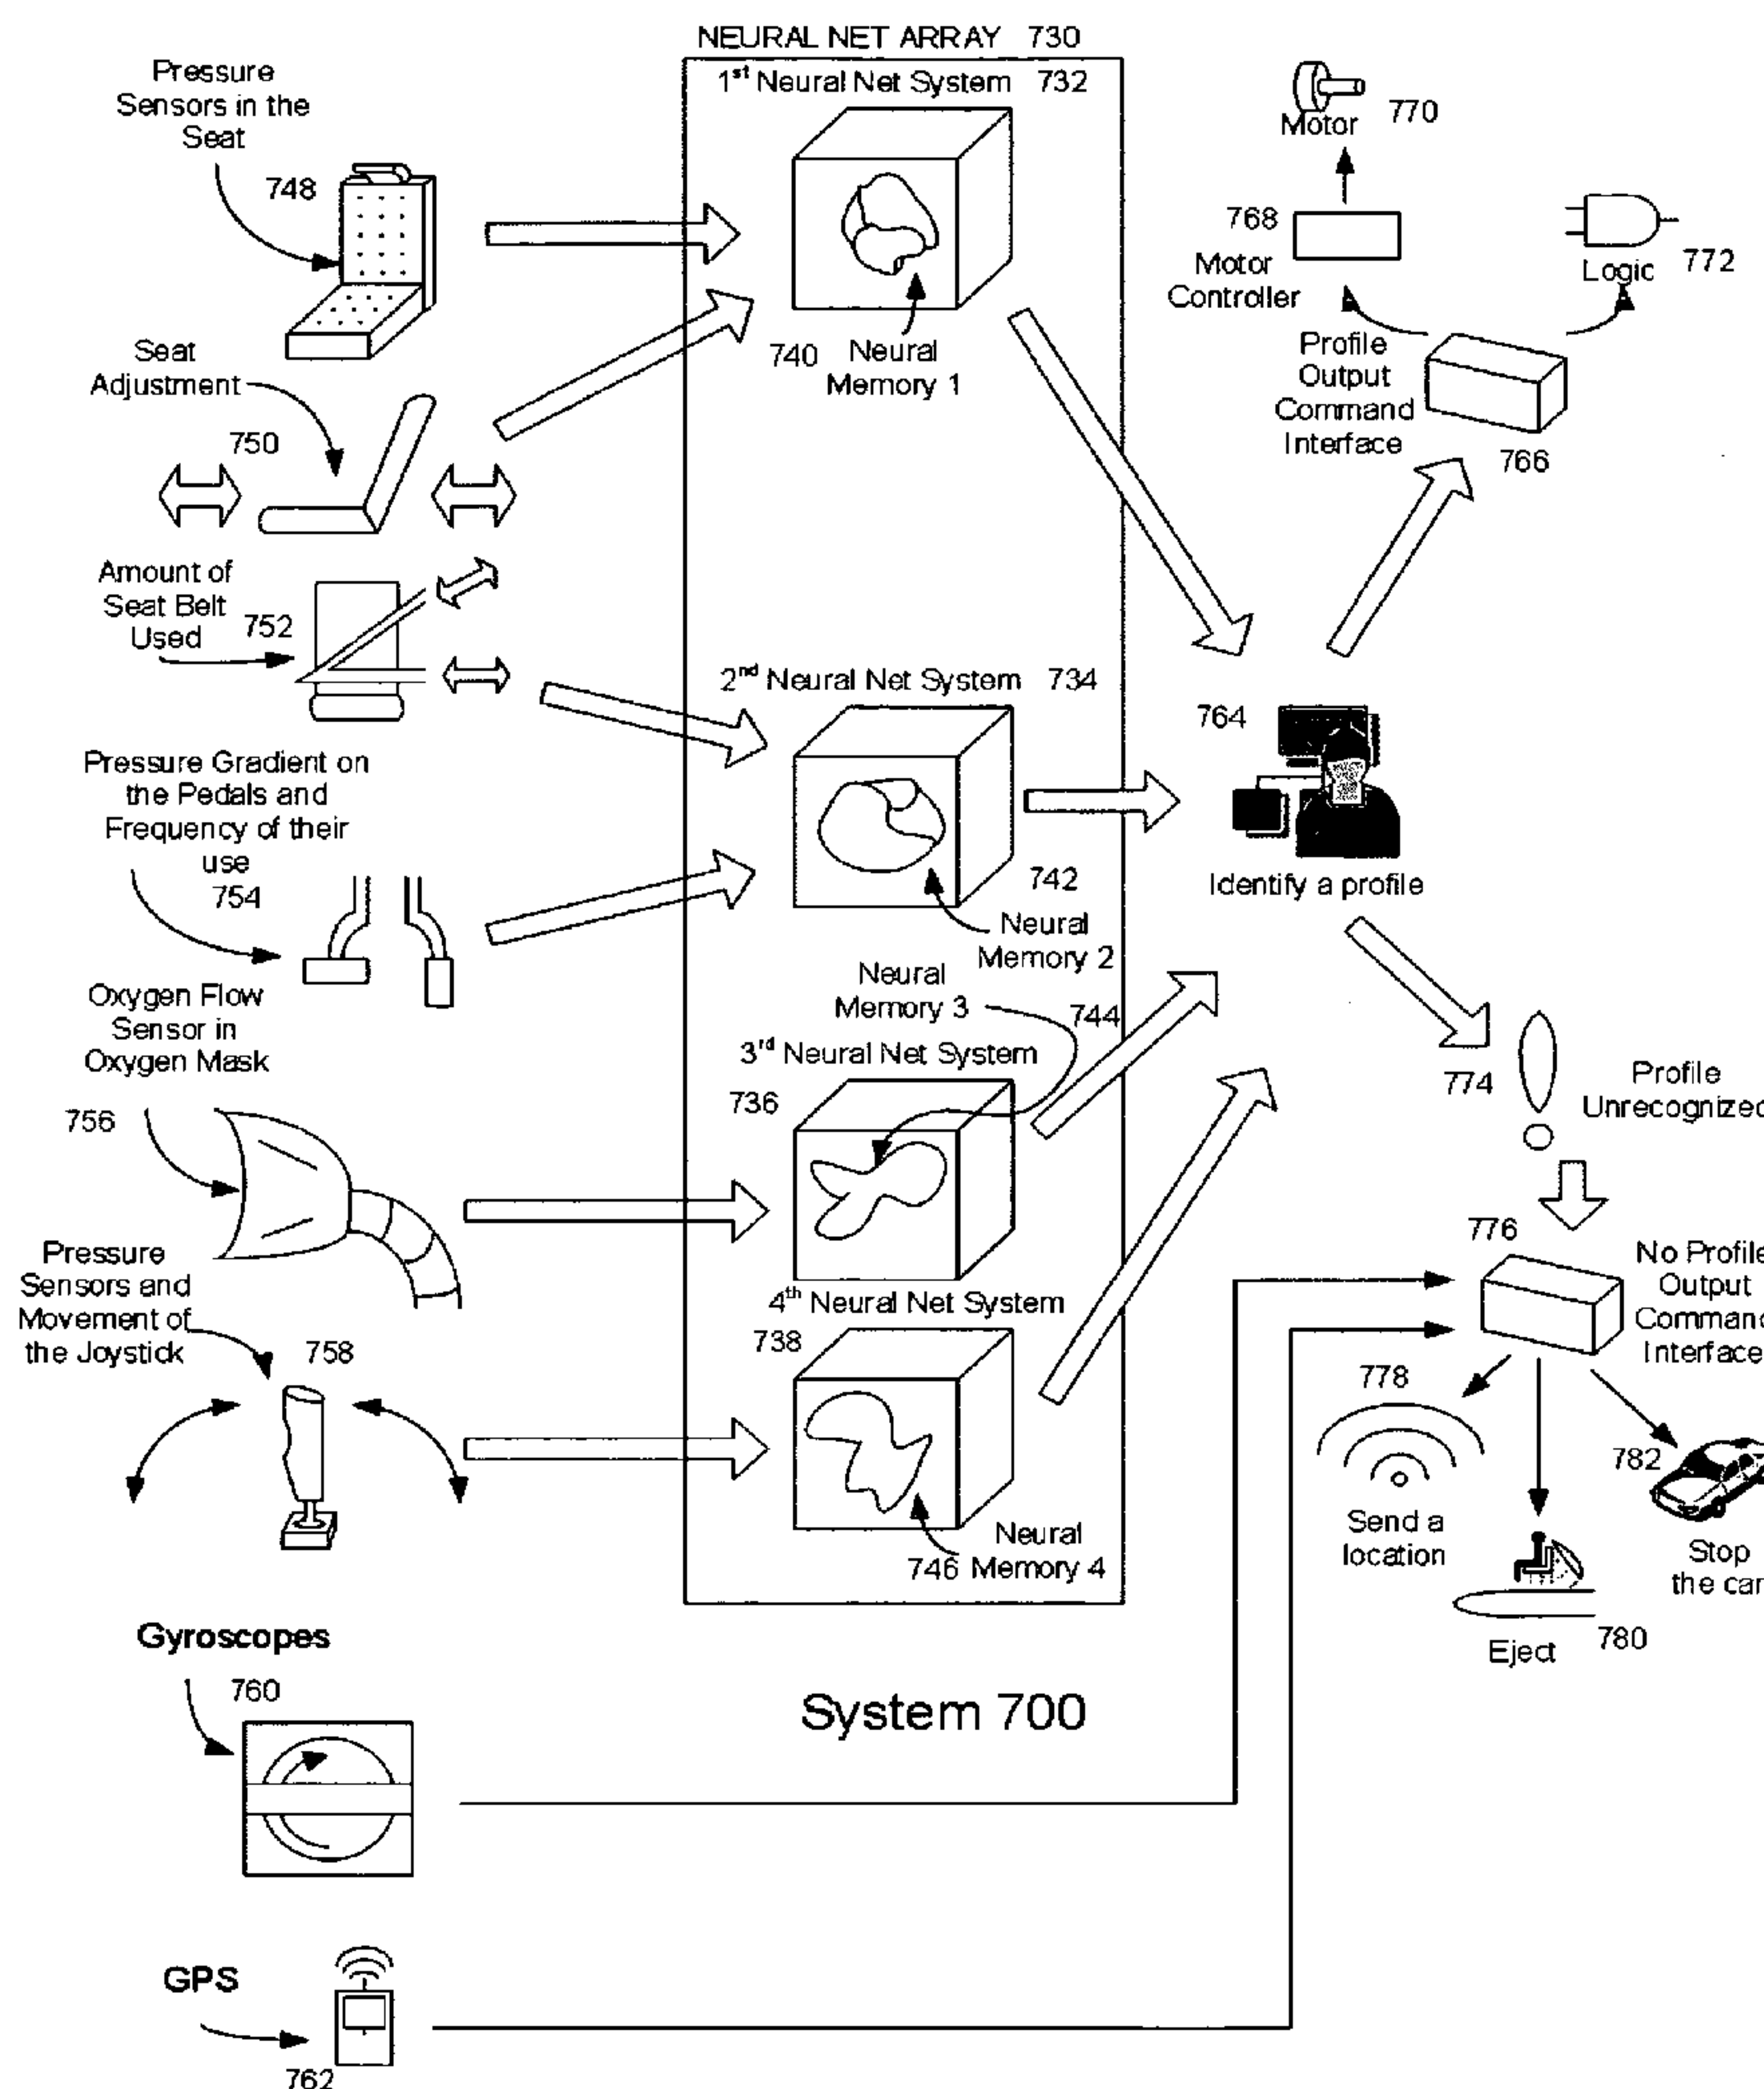 NEURAL NET ARRAY 730
Pressure
Sensors in the
Seat
748
Seat
Adjustment
750
Amount of
Seat Belt
Used
752
Pressure Gradient on
the Pedals and
Frequency of their
use
754
Oxygen Flow
Sensor in
Oxygen Mask
756
Pressure
Sensors and
Movement of
the Joystick
758
Gyroscopes
760
GPS
762
1st Neural Net System 732
740 Neural
Memory 1
2nd Neural Net System 734
742
Neural
Memory 2
Neural
Memory 3
744
3rd Neural Net System
736
4th Neural Net System
738
Neural
746 Memory 4
System 700
Motor
770
768
Motor
Controller
Logic
772
Profile
Output
Command
Interface
766
764
Identify a profile
774
Profile
Unrecognized
776
No Profile
Output
Command
Interface
778
Send a
location
782
Stop
the car
Eject
780